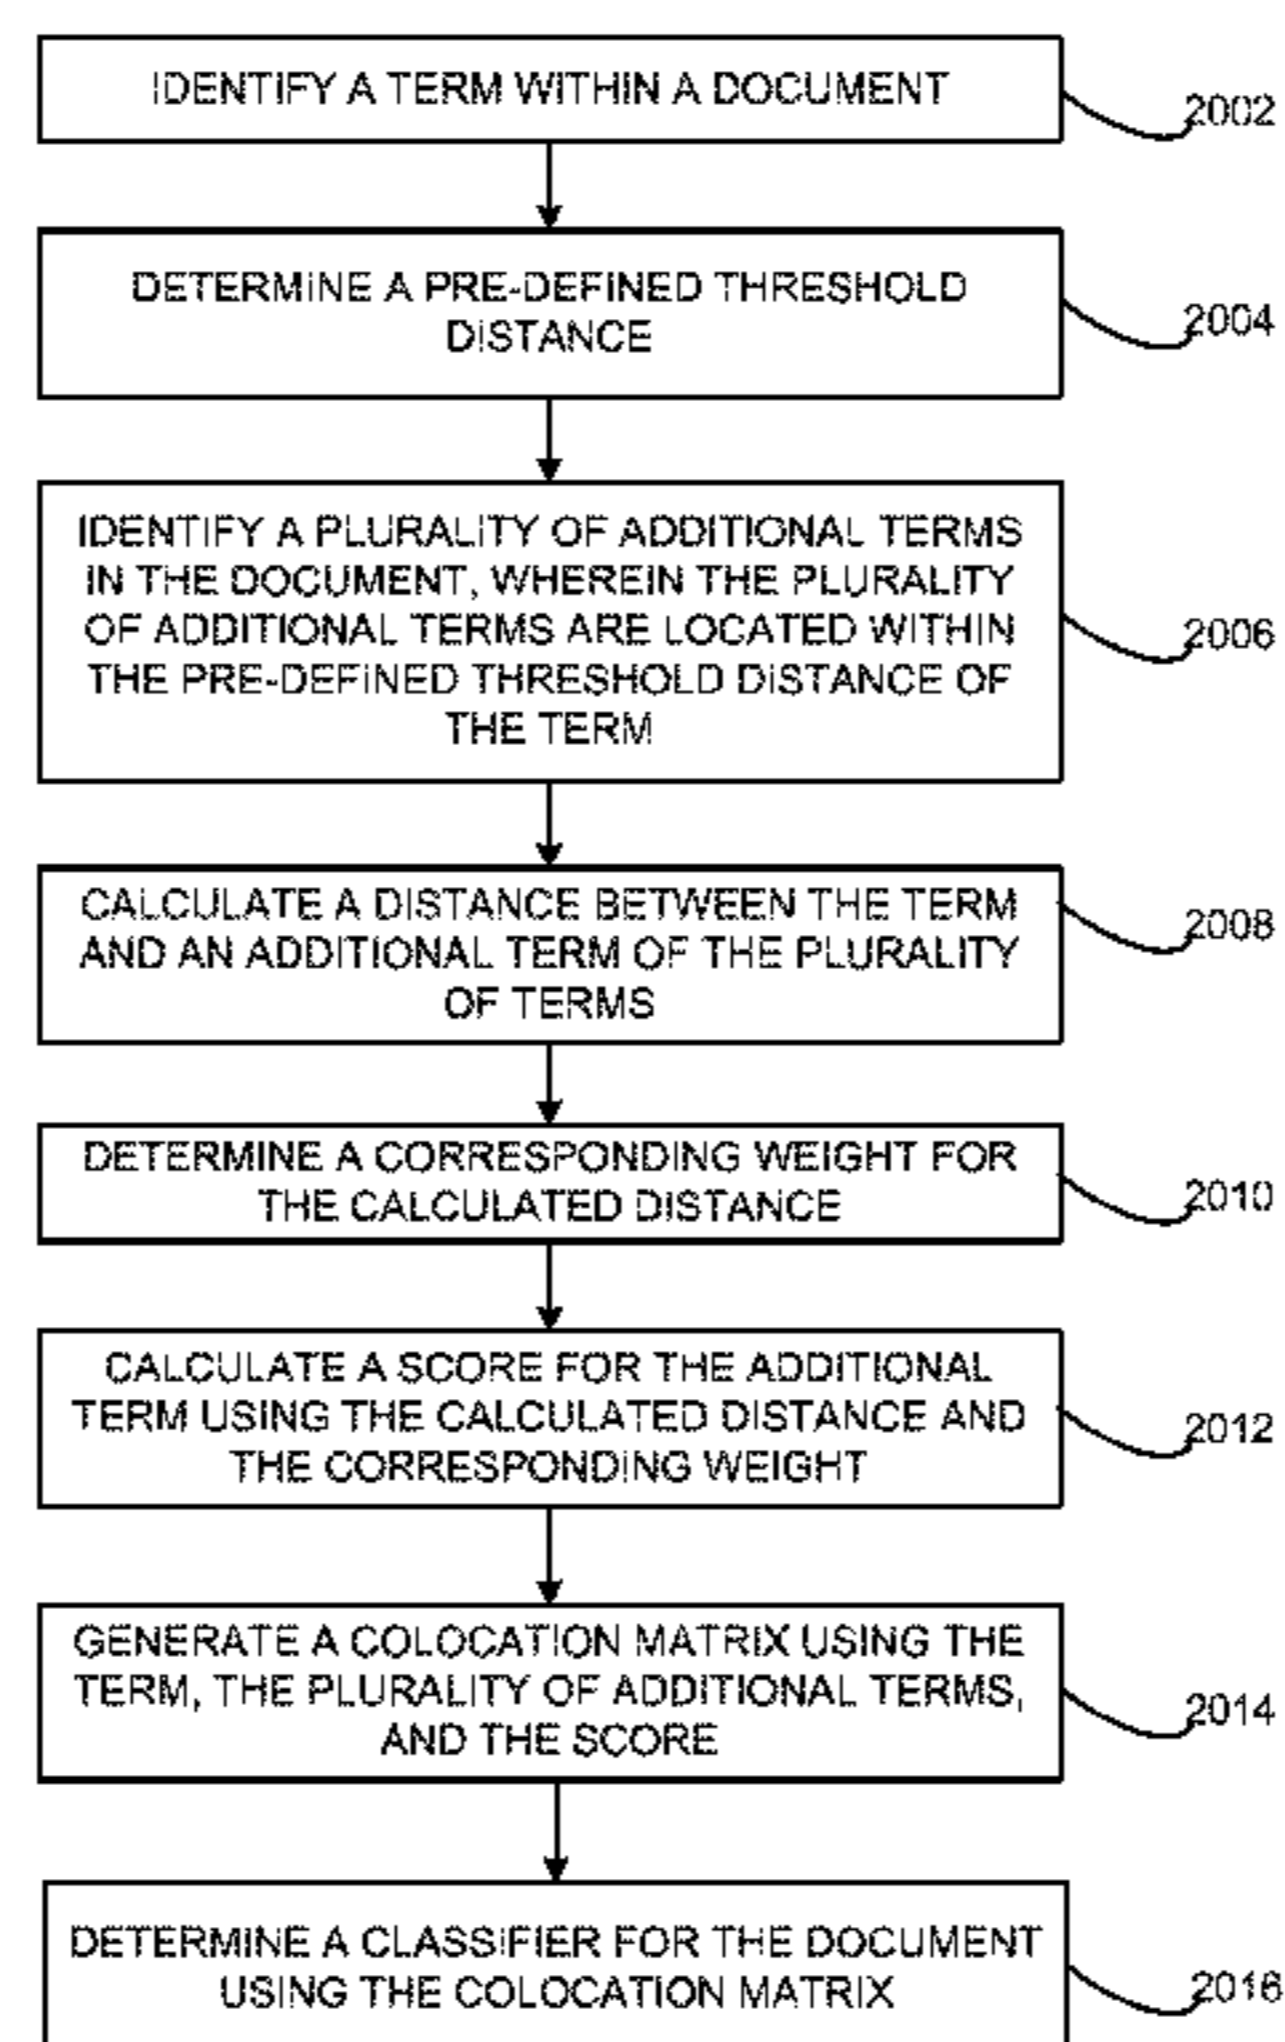 IDENTIFY A TERM WITHIN A DOCUMENT
2002
DETERMINE A PRE-DEFINED THRESHOLD
DISTANCE
2004
IDENTIFY A PLURALITY OF ADDITIONAL TERMS
IN THE DOCUMENT, WHEREIN THE PLURALITY
OF ADDITIONAL TERMS ARE LOCATED WITHIN
THE PRE-DEFINED THRESHOLD DISTANCE OF
THE TERM
2006
CALCULATE A DISTANCE BETWEEN THE TERM
AND AN ADDITIONAL TERM OF THE PLURALITY
OF TERMS
2008
DETERMINE A CORRESPONDING WEIGHT FOR
THE CALCULATED DISTANCE
2010
CALCULATE A SCORE FOR THE ADDITIONAL
TERM USING THE CALCULATED DISTANCE AND
THE CORRESPONDING WEIGHT
2012
GENERATE A COLOCATION MATRIX USING THE
TERM, THE PLURALITY OF ADDITIONAL TERMS,
AND THE SCORE
2014
DETERMINE A CLASSIFIER FOR THE DOCUMENT
USING THE COLOCATION MATRIX
2016